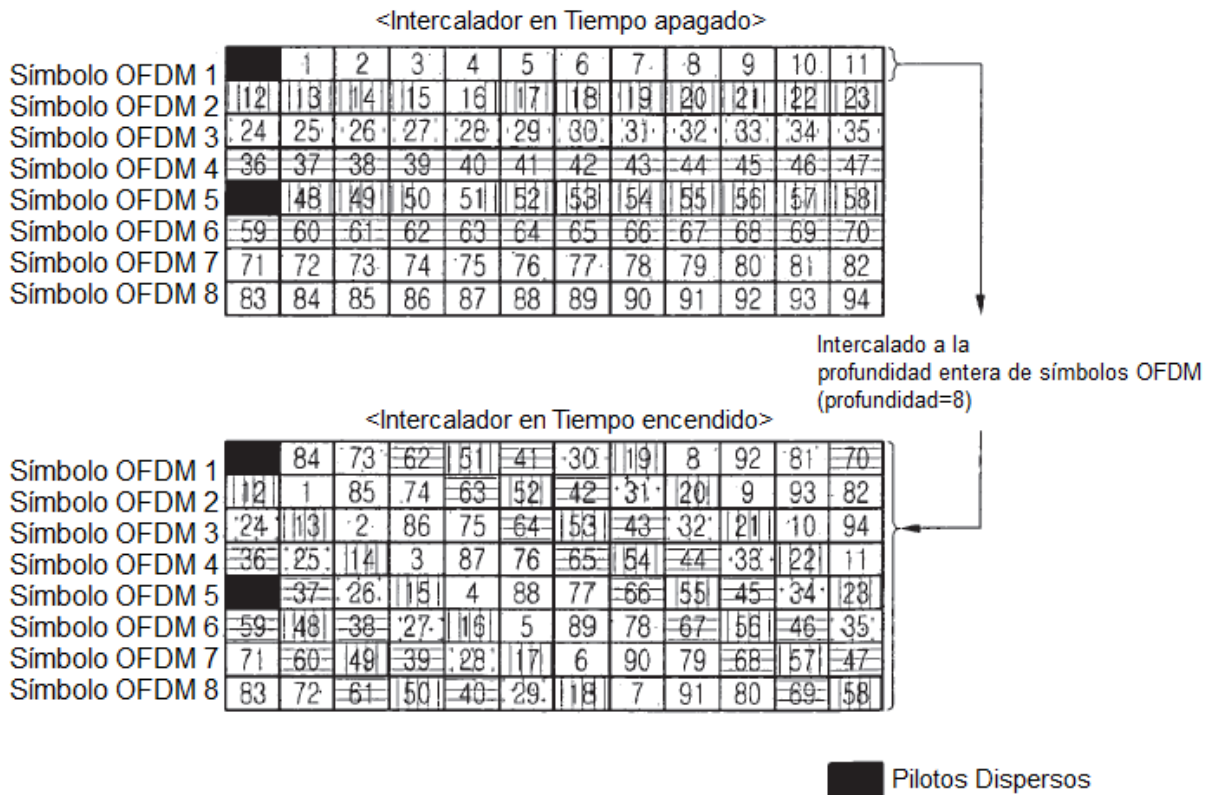 <Intercalador en Tiempo apagado>
Símbolo OFDM 1 1 2 3 4 5 6 7 8 9 10 11
Símbolo OFDM 2 12 13 14 15 16 17 18 19 20 21 22 23
Símbolo OFDM 3 24 25 26 27 28 29 30 31 32 33 34 35
Símbolo OFDM 4 36 37 38 39 40 41 42 43 44 45 46 47
Símbolo OFDM 5 48 49 50 51 52 53 54 55 56 57 58
Símbolo OFDM 6 59 60 61 62 63 64 65 66 67 68 69 70
Símbolo OFDM 7 71 72 73 74 75 76 77 78 79 80 81 82
Símbolo OFDM 8 83 84 85 86 87 88 89 90 91 92 93 94
Intercalado a la
profundidad entera de símbolos OFDM
(profundidad=8)
<Intercalador en Tiempo encendido>
Símbolo OFDM 1 84 73 62 51 41 30 19 8 92 81 70
Símbolo OFDM 2 12 1 85 74 63 52 42 31 20 9 93 82
Símbolo OFDM 3 24 13 2 86 75 64 53 43 32 21 10 94
Símbolo OFDM 4 36 25 14 3 87 76 65 54 44 33 22 11
Símbolo OFDM 5 37 26 15 4 88 77 66 55 45 34 23
Símbolo OFDM 6 59 48 38 27 16 5 89 78 67 56 46 35
Símbolo OFDM 7 71 60 49 39 28 17 6 90 79 68 57 47
Símbolo OFDM 8 83 72 61 50 40 29 18 7 91 80 69 58
Pilotos Dispersos